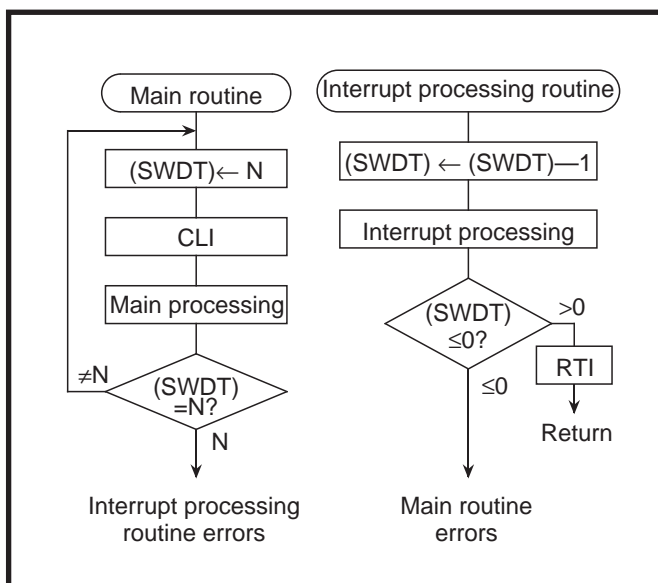 Main routine
(SWDT)← N
CLI
Main processing
(SWDT)
=N?
≠N
N
Interrupt processing
routine errors
Interrupt processing routine
(SWDT) ← (SWDT)—1
Interrupt processing
(SWDT)
≤0?
>0
RTI
Return
≤0
Main routine
errors